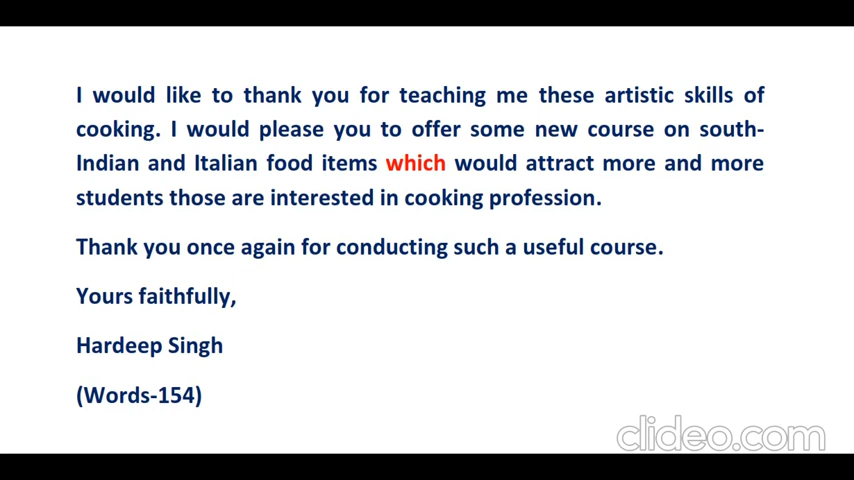 I would like to thank you for teaching me these artistic skills of
cooking. I would please you to offer some new course on south-
Indian and Italian food items which would attract more and more
students those are interested in cooking profession.
Thank you once again for conducting such a useful course.
Yours faithfully,
Hardeep Singh
(Words-154)
clideo.com